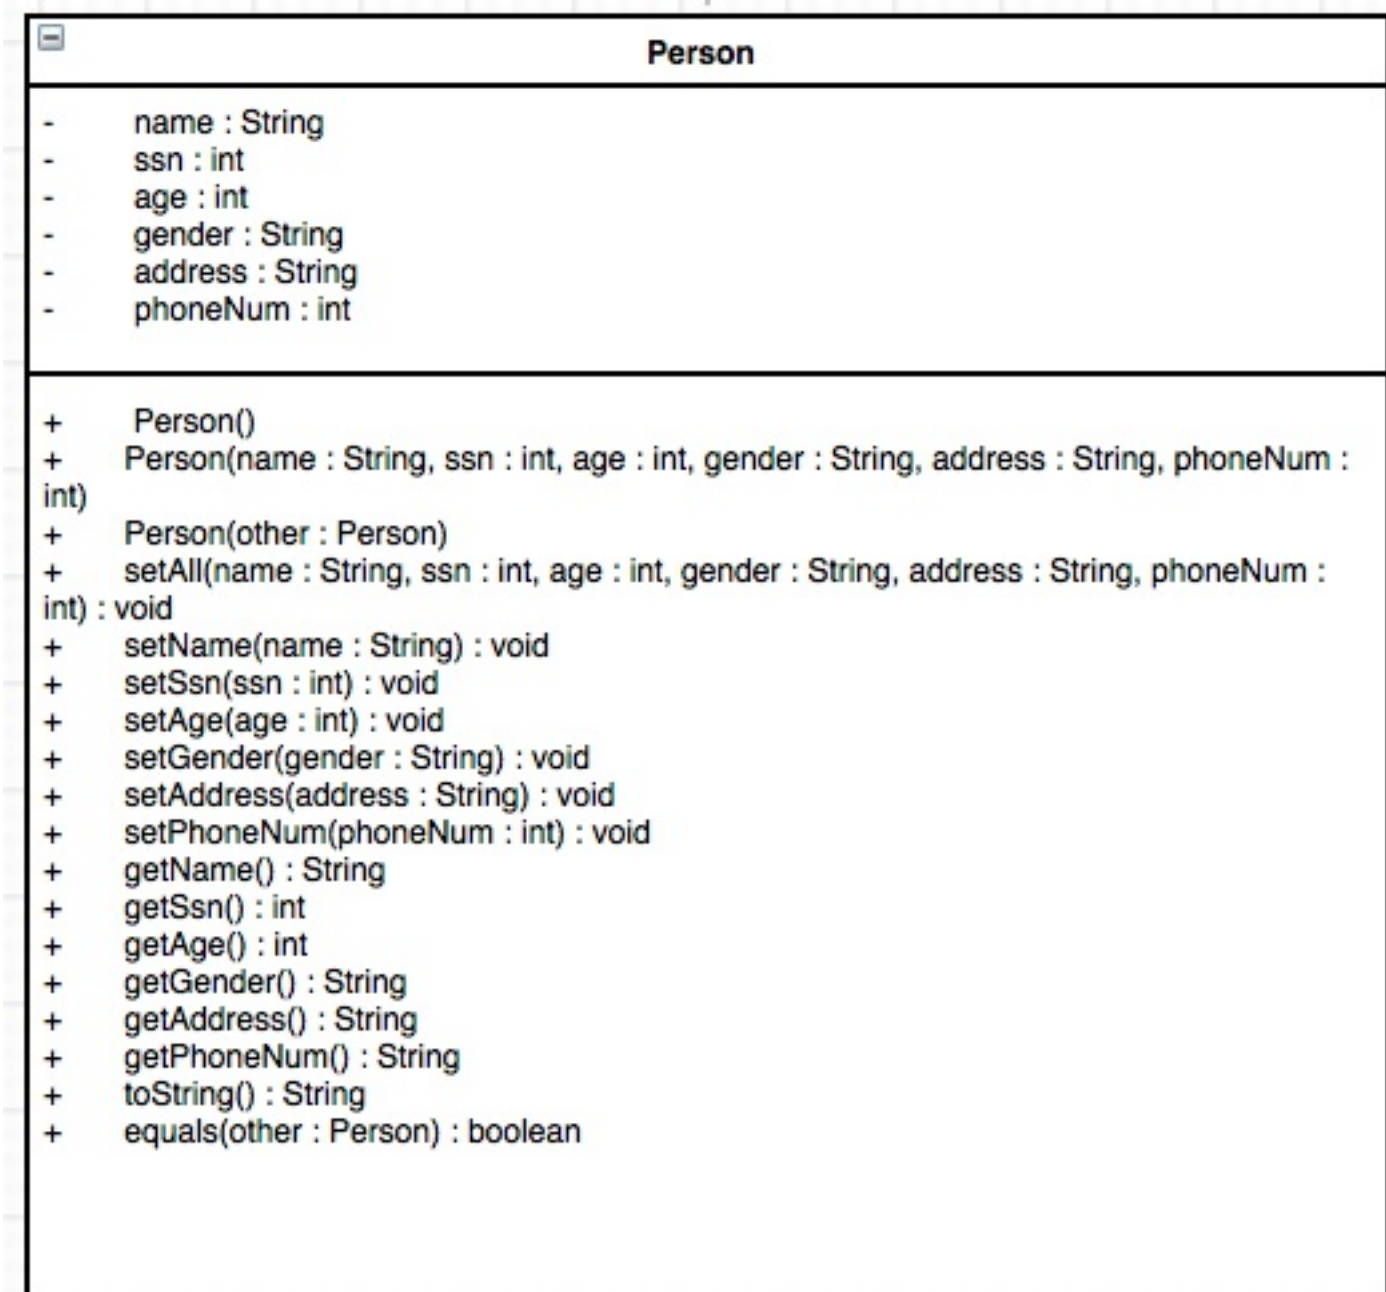 Person
- name : String
- ssn : int
- age : int
- gender : String
- address : String
- phoneNum : int
+ Person()
+ Person(name : String, ssn : int, age : int, gender : String, address : String, phoneNum :
int)
+ Person(other : Person)
+ setAll(name : String, ssn : int, age : int, gender : String, address : String, phoneNum :
int) : void
+ setName(name : String) : void
+ setSsn(ssn : int) : void
+ setAge(age : int) : void
+ setGender(gender : String) : void
+ setAddress(address : String) : void
+ setPhoneNum(phoneNum : int) : void
+ getName() : String
+ getSsn() : int
+ getAge() : int
+ getGender() : String
+ getAddress() : String
+ getPhoneNum() : String
+ toString() : String
+ equals(other : Person) : boolean